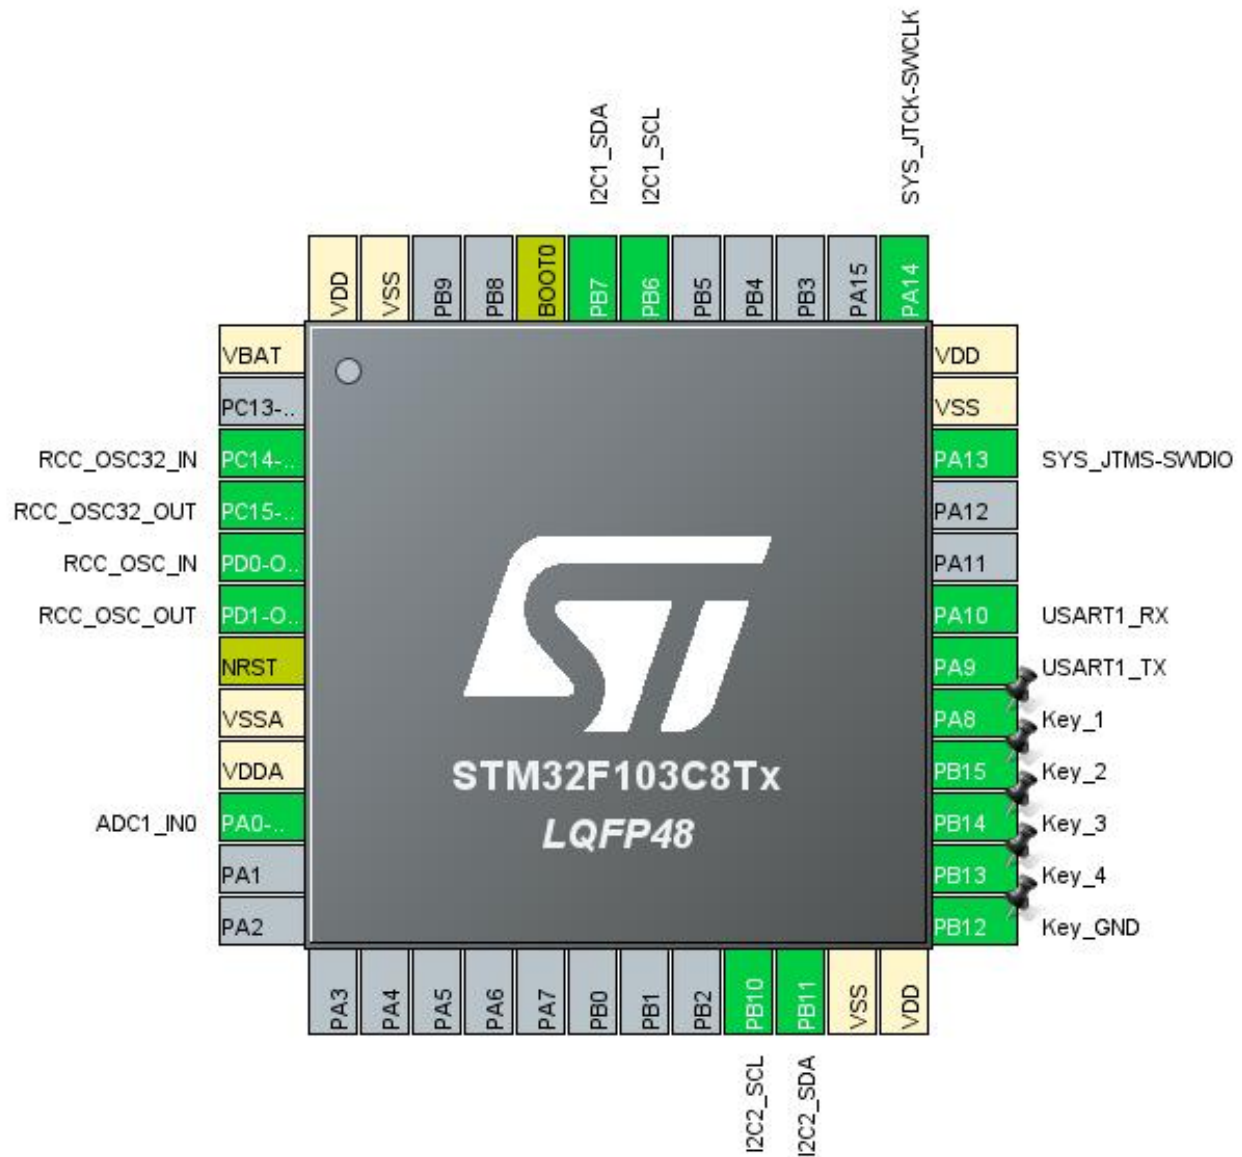 I2C1_SDA
I2C1_SCL
SYS_JTCK-SWCLK
VDD
VSS
PB9
PB8
BOOT0
PB7
PB6
PB5
PB4
PB3
PA15
PA14
VBAT
PC13-..
RCC_OSC32_IN PC14-..
RCC_OSC32_OUT PC15-..
RCC_OSC_IN PD0-O..
RCC_OSC_OUT PD1-O..
NRST
VSSA
VDDA
ADC1_IN0 PA0-..
PA1
PA2
ST
STM32F103C8Tx
LQFP48
VDD
VSS
PA13 SYS_JTMS-SWDIO
PA12
PA11
PA10 USART1_RX
PA9 USART1_TX
PA8 Key_1
PB15 Key_2
PB14 Key_3
PB13 Key_4
PB12 Key_GND
PA3
PA4
PA5
PA6
PA7
PB0
PB1
PB2
PB10
PB11
VSS
VDD
I2C2_SCL
I2C2_SDA